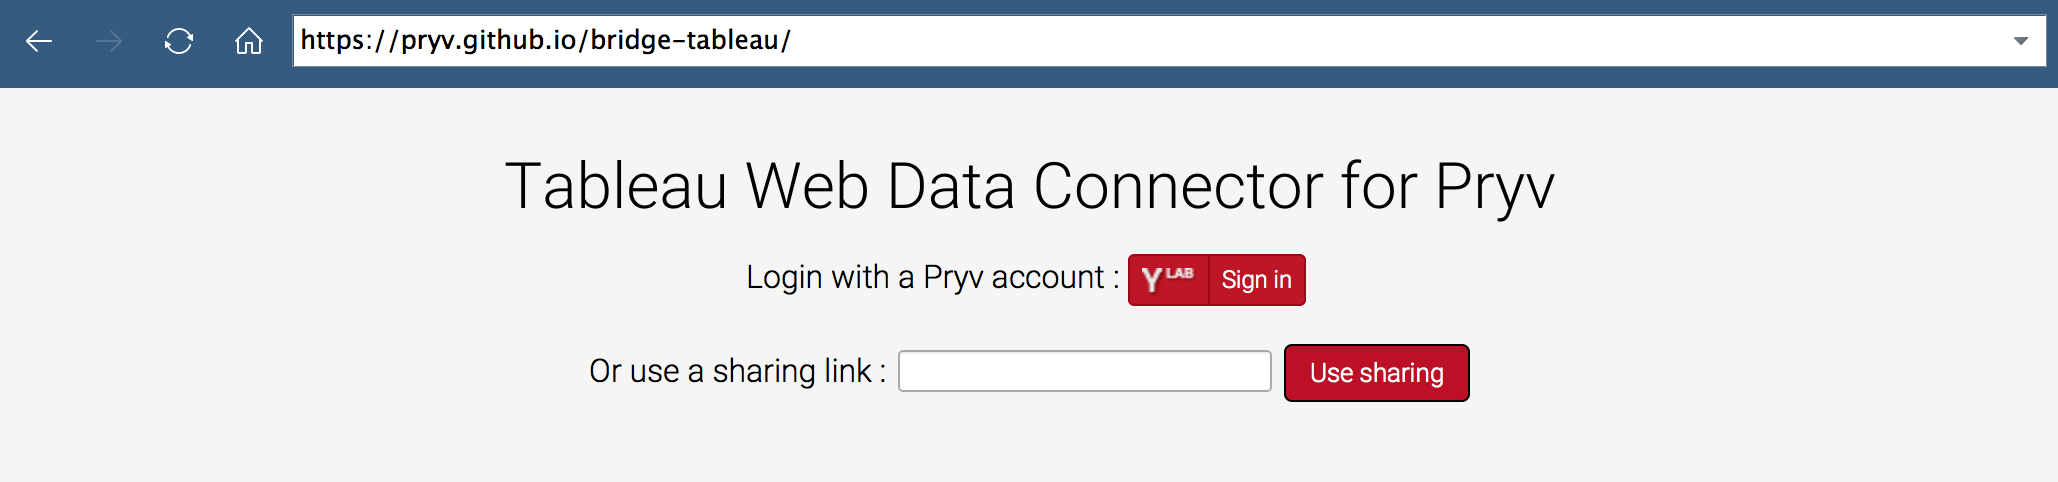 https://pryv.github.io/bridge-tableau/
Tableau Web Data Connector for Pryv
Login with a Pryv account : Y LAB Sign in
Or use a sharing link : Use sharing